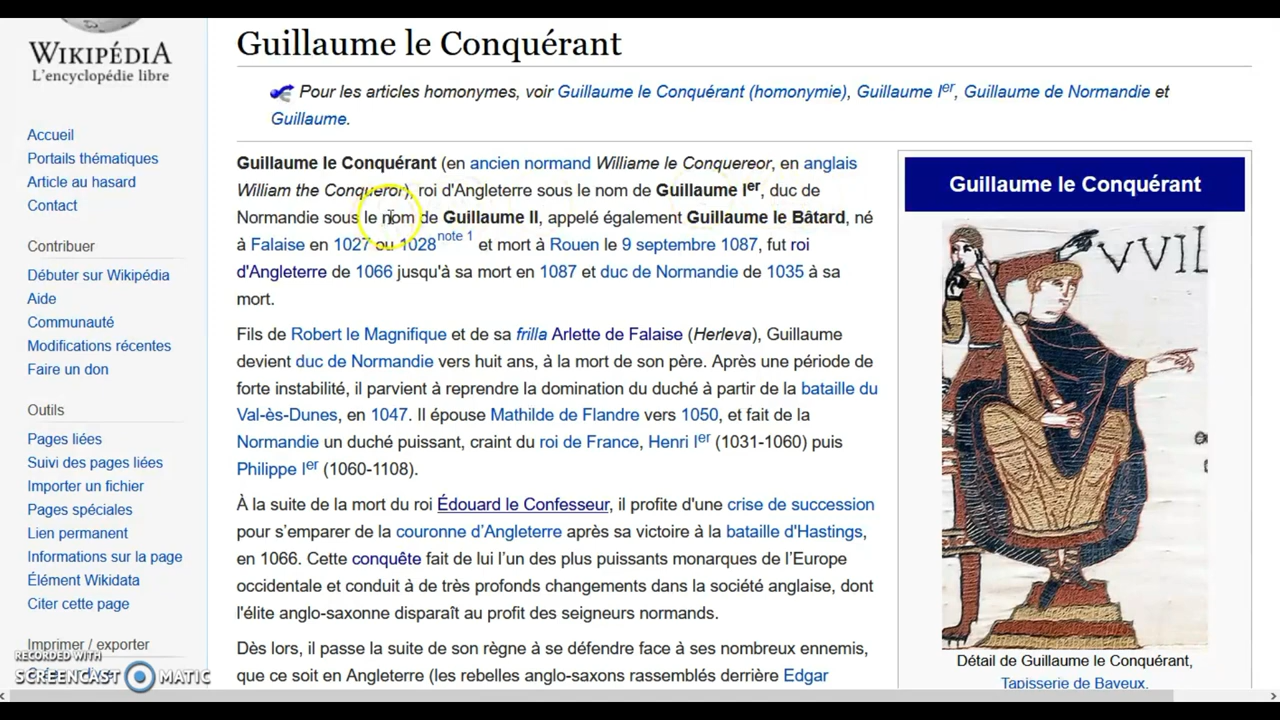 WIKIPÉDIA
L'encyclopédie libre
Accueil
Portails thématiques
Article au hasard
Contact
Contribuer
Débuter sur Wikipédia
Aide
Communauté
Modifications récentes
Faire un don
Outils
Pages liées
Suivi des pages liées
Importer un fichier
Pages spéciales
Lien permanent
Informations sur la page
Élément Wikidata
Citer cette page
Imprimer / exporter
RECORDED WITH
SCREENCAST MATIC
Guillaume le Conquérant
Pour les articles homonymes, voir Guillaume le Conquérant (homonymie), Guillaume Ier, Guillaume de Normandie et
Guillaume.
Guillaume le Conquérant (en ancien normand Williame le Conquereor, en anglais
William the Conqueror), roi d'Angleterre sous le nom de Guillaume Ier, duc de
Normandie sous le nom de Guillaume II, appelé également Guillaume le Bâtard, né
à Falaise en 1027 ou 1028 note 1 et mort à Rouen le 9 septembre 1087, fut roi
d'Angleterre de 1066 jusqu'à sa mort en 1087 et duc de Normandie de 1035 à sa
mort.
Fils de Robert le Magnifique et de sa frilla Arlette de Falaise (Herleva), Guillaume
devient duc de Normandie vers huit ans, à la mort de son père. Après une période de
forte instabilité, il parvient à reprendre la domination du duché à partir de la bataille du
Val-ès-Dunes, en 1047. Il épouse Mathilde de Flandre vers 1050, et fait de la
Normandie un duché puissant, craint du roi de France, Henri Ier (1031-1060) puis
Philippe Ier (1060-1108).
À la suite de la mort du roi Édouard le Confesseur, il profite d'une crise de succession
pour s’emparer de la couronne d’Angleterre après sa victoire à la bataille d'Hastings,
en 1066. Cette conquête fait de lui l’un des plus puissants monarques de l’Europe
occidentale et conduit à de très profonds changements dans la société anglaise, dont
l'élite anglo-saxonne disparaît au profit des seigneurs normands.
Dès lors, il passe la suite de son règne à se défendre face à ses nombreux ennemis,
que ce soit en Angleterre (les rebelles anglo-saxons rassemblés derrière Edgar
Guillaume le Conquérant
VVIL
Détail de Guillaume le Conquérant,
Tapisserie de Bayeux.